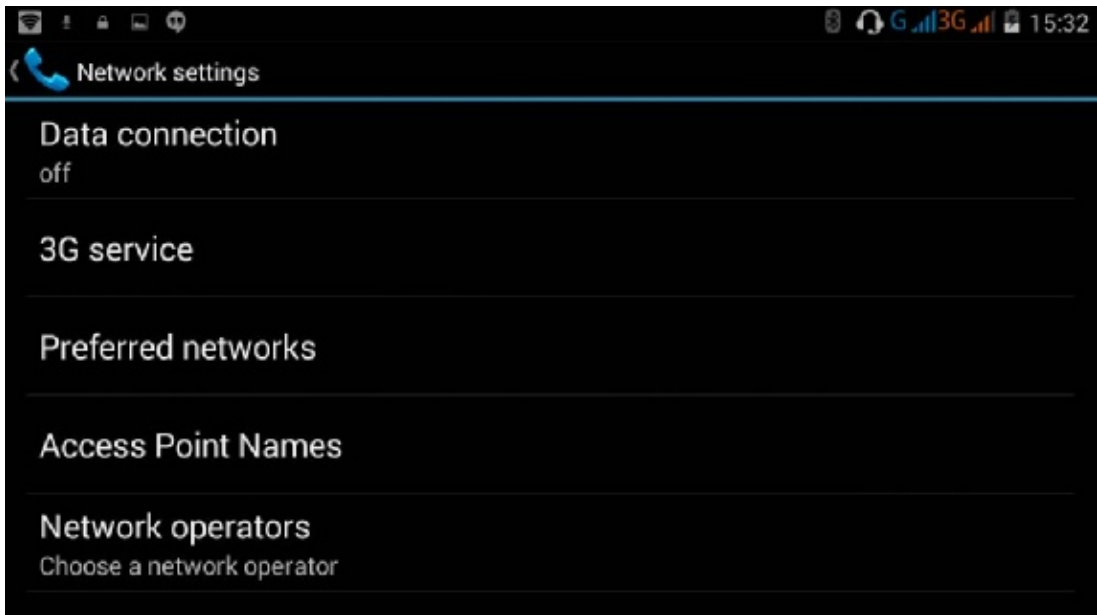 G 3G 15:32
Network settings
Data connection
off
3G service
Preferred networks
Access Point Names
Network operators
Choose a network operator